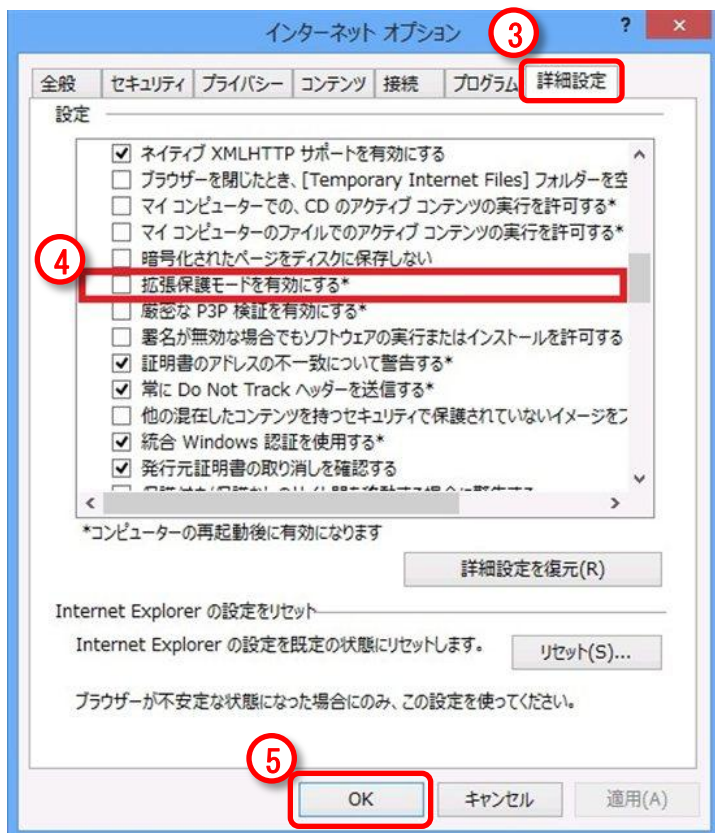 インターネット オプション
③
?
×
全般 セキュリティ プライバシー コンテンツ 接続 プログラム 詳細設定
設定
ネイティブ XMLHTTP サポートを有効にする
ブラウザーを閉じたとき、[Temporary Internet Files] フォルダーを空
マイ コンピューターでの、CD のアクティブ コンテンツの実行を許可する*
マイ コンピューターのファイルでのアクティブ コンテンツの実行を許可する*
暗号化されたページをディスクに保存しない
④
拡張保護モードを有効にする*
厳密な P3P 検証を有効にする*
署名が無効な場合でもソフトウェアの実行またはインストールを許可する
証明書のアドレスの不一致について警告する*
常に Do Not Track ヘッダーを送信する*
他の混在したコンテンツを持つセキュリティで保護されていないイメージをフ
統合 Windows 認証を使用する*
発行元証明書の取り消しを確認する
*コンピューターの再起動後に有効になります
詳細設定を復元(R)
Internet Explorer の設定をリセット
Internet Explorer の設定を既定の状態にリセットします。
リセット(S)...
ブラウザーが不安定な状態になった場合にのみ、この設定を使ってください。
⑤
OK
キャンセル
適用(A)